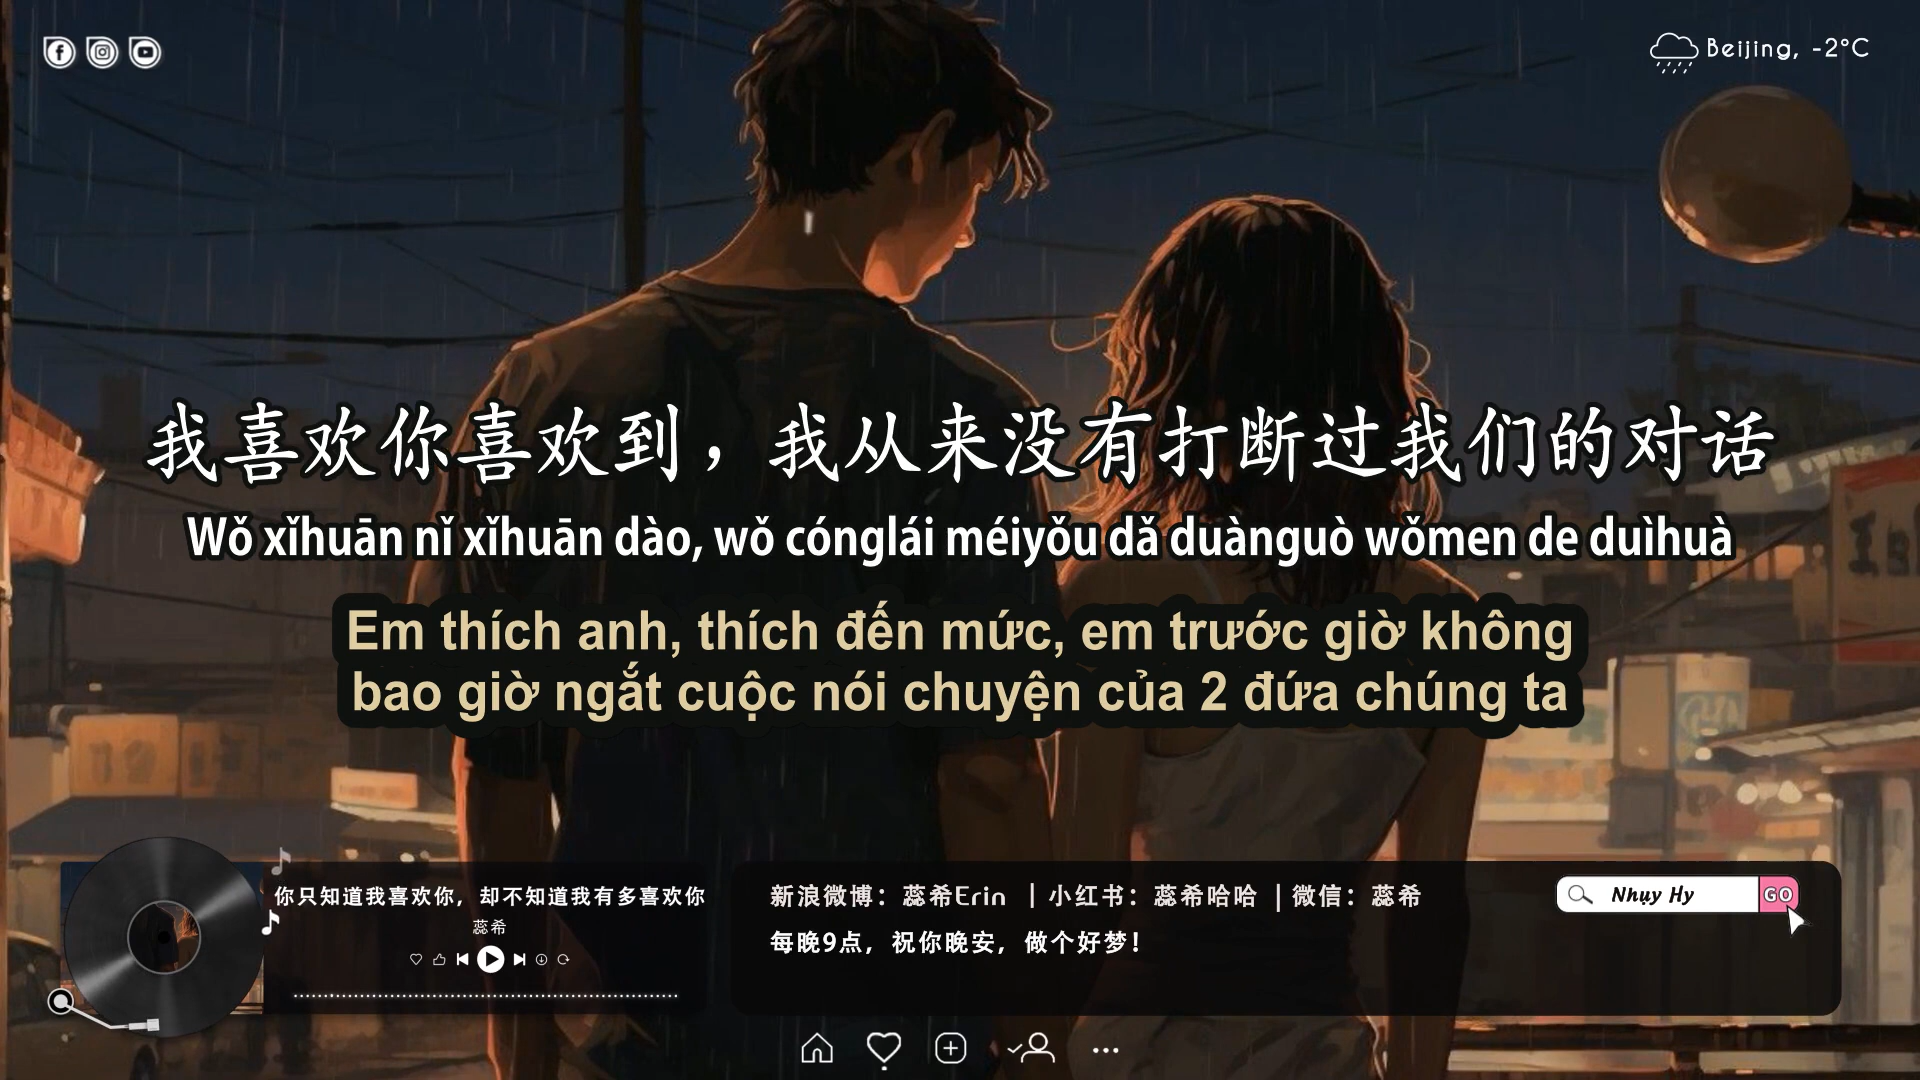 Beijing, -2°C
我喜欢你喜欢到，我从来没有打断过我们的对话
Wǒ xǐhuān nǐ xǐhuān dào, wǒ cónglái méiyǒu dǎ duànguò wǒmen de duìhuà
Em thích anh, thích đến mức, em trước giờ không
bao giờ ngắt cuộc nói chuyện của 2 đứa chúng ta
你只知道我喜欢你，却不知道我有多喜欢你
蕊希
新浪微博：蕊希Erin ｜小红书：蕊希哈哈 ｜微信：蕊希
每晚9点，祝你晚安，做个好梦！
Nhụy Hy
GO